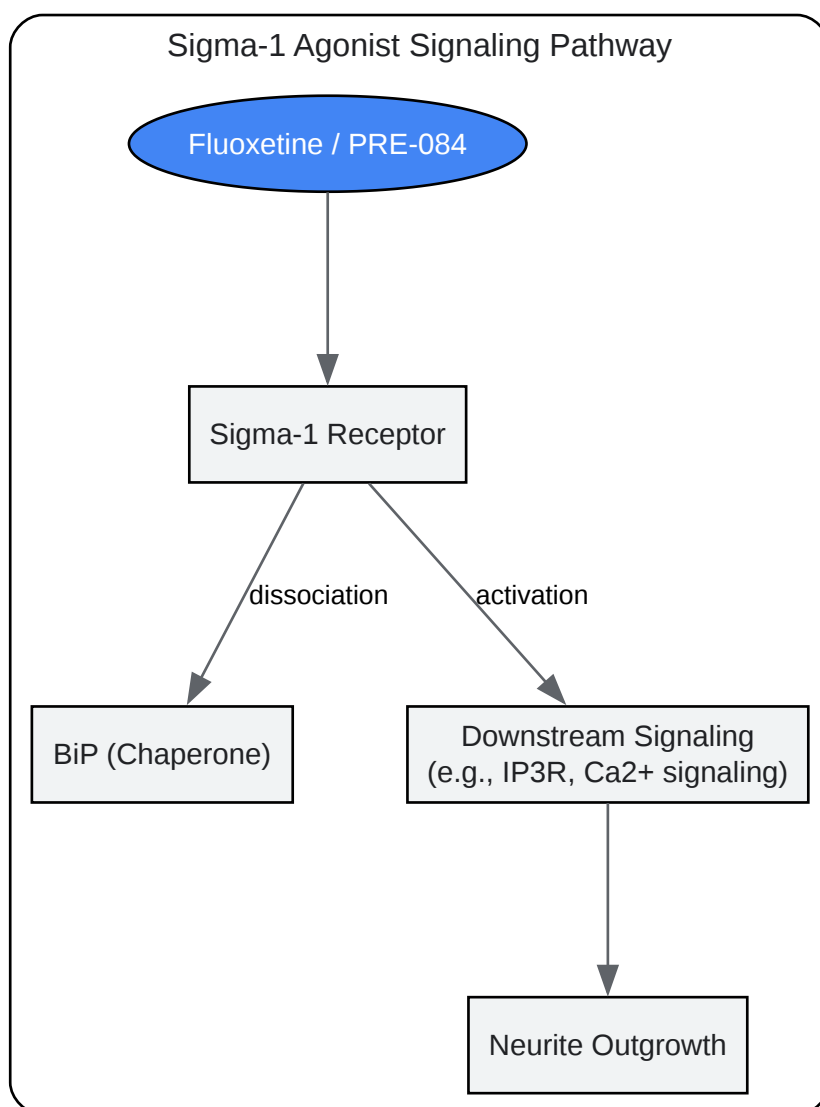 Sigma-1 Agonist Signaling Pathway
Fluoxetine / PRE-084
Sigma-1 Receptor
dissociation
activation
BiP (Chaperone)
Downstream Signaling
(e.g., IP3R, Ca2+ signaling)
Neurite Outgrowth